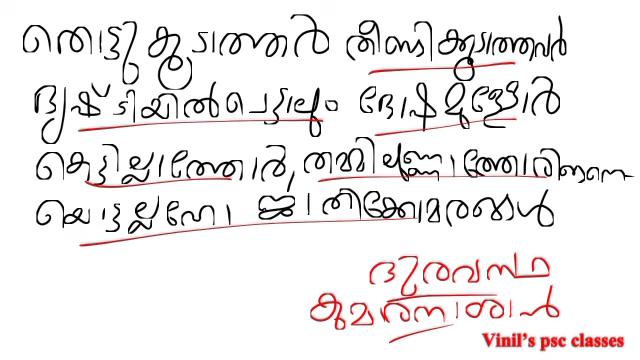 തൊട്ടുകൂടാത്തവർ തീണ്ടിക്കൂടാത്തവർ
ദൃഷ്ടിയിൽപെട്ടാലും ദോഷമുള്ളോർ
കെട്ടില്ലാത്തോർ, തമ്മിലുണ്ണാത്തോരിങ്ങനെ
യൊട്ടല്ലഹോ ജാതിക്കോമരങ്ങൾ
ദുരവസ്ഥ
കുമാരനാശാൻ
Vinil's psc classes